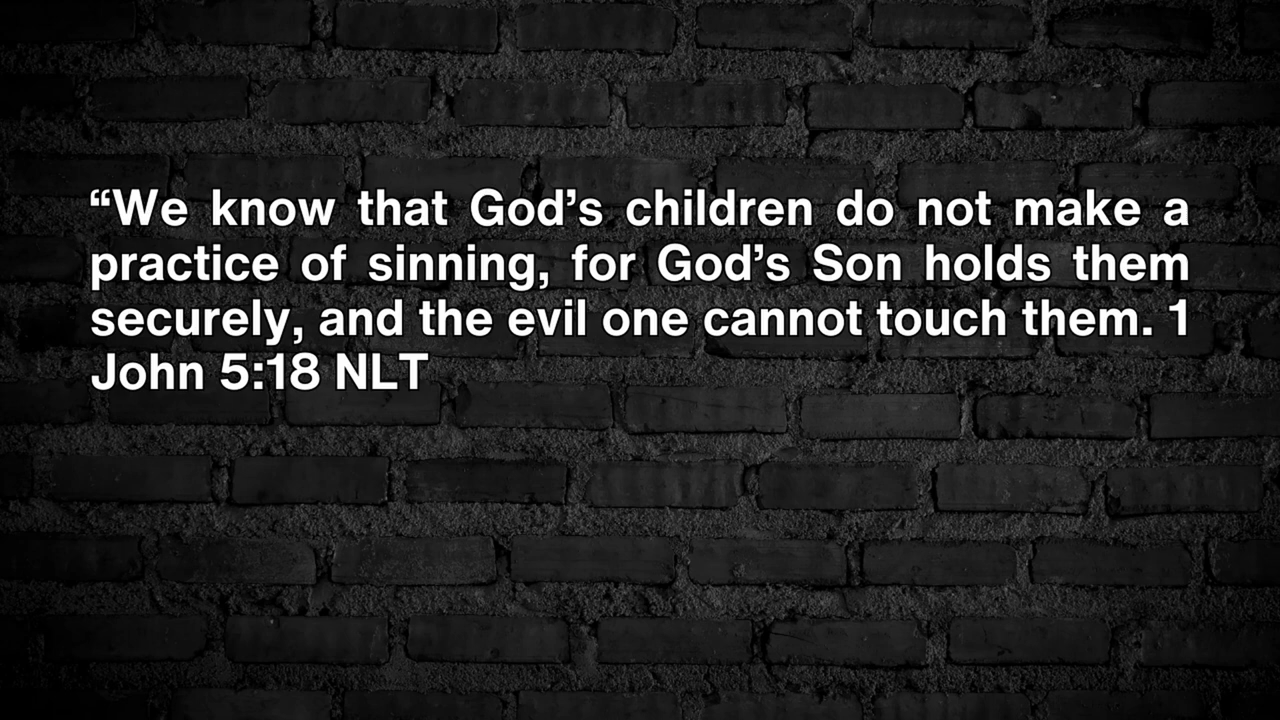 “We know that God’s children do not make a
practice of sinning, for God’s Son holds them
securely, and the evil one cannot touch them. 1
John 5:18 NLT